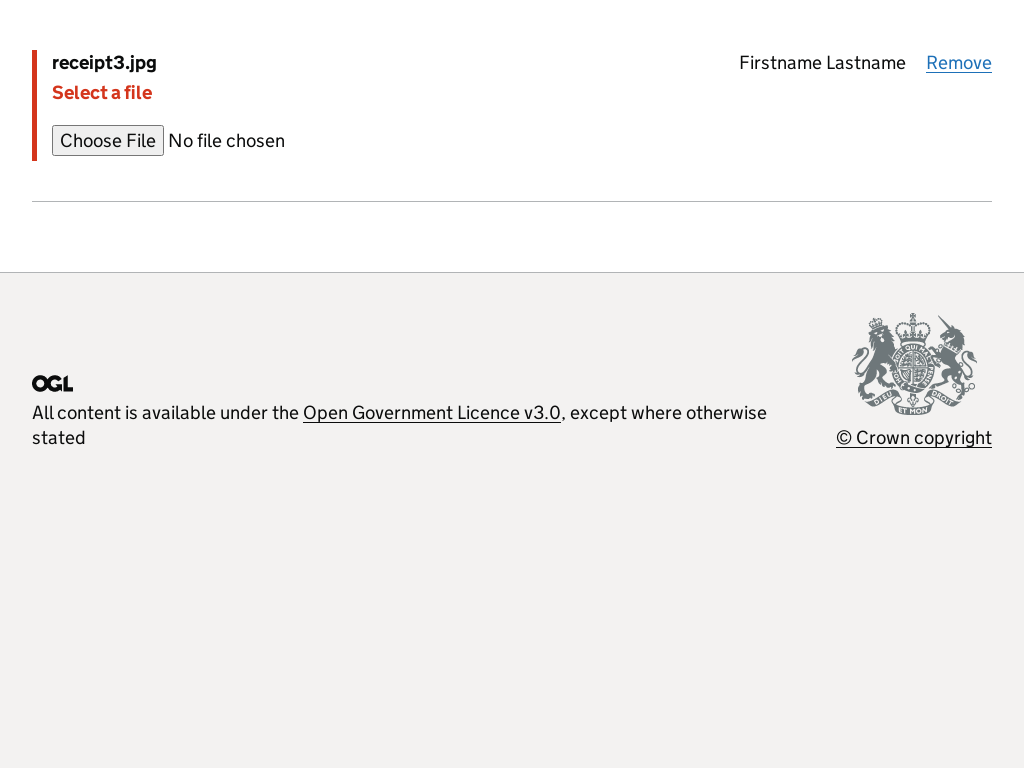 receipt3.jpg
Firstname Lastname Remove
Select a file
Choose File No file chosen
OGL
All content is available under the Open Government Licence v3.0, except where otherwise
stated
© Crown copyright
DIEU ET MON DROIT